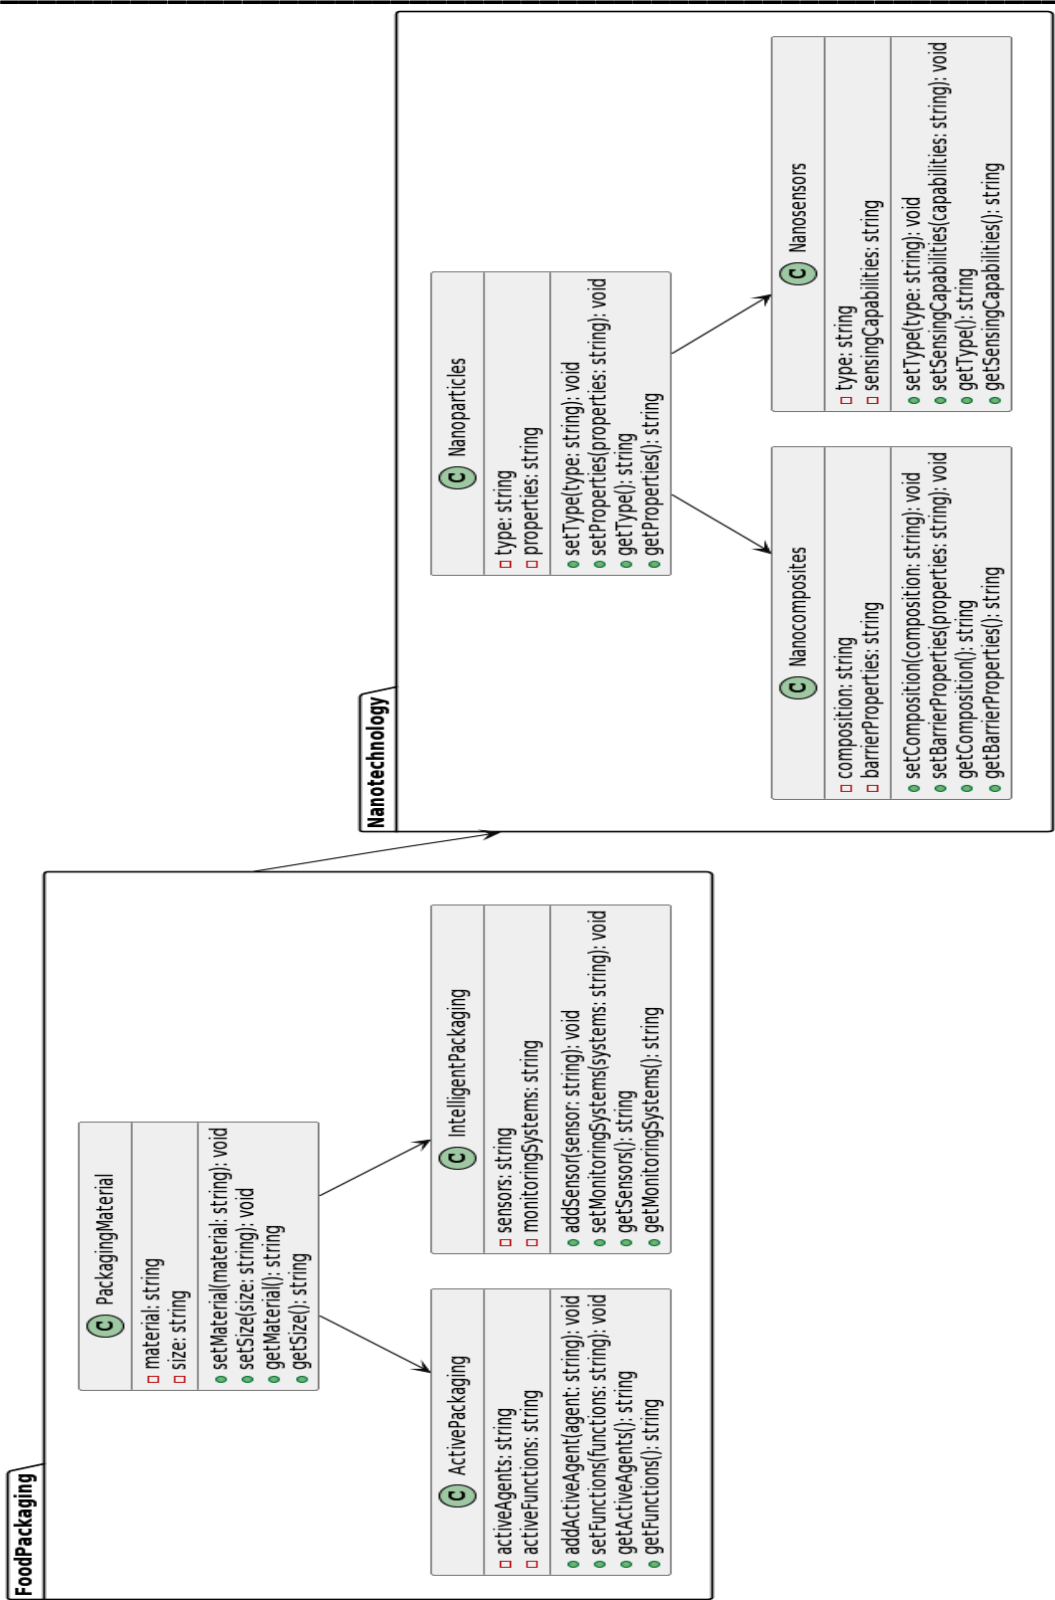 FoodPackaging
PackagingMaterial
material: string
size: string
setMaterial(material: string): void
setSize(size: string): void
getMaterial(): string
getSize(): string
ActivePackaging
activeAgents: string
activeFunctions: string
addActiveAgent(agent: string): void
setFunctions(functions: string): void
getActiveAgents(): string
getFunctions(): string
IntelligentPackaging
sensors: string
monitoringSystems: string
addSensor(sensor: string): void
setMonitoringSystems(systems: string): void
getSensors(): string
getMonitoringSystems(): string
Nanotechnology
Nanoparticles
type: string
properties: string
setType(type: string): void
setProperties(properties: string): void
getType(): string
getProperties(): string
Nanocomposites
composition: string
barrierProperties: string
setComposition(composition: string): void
setBarrierProperties(properties: string): void
getComposition(): string
getBarrierProperties(): string
Nanosensors
type: string
sensingCapabilities: string
setType(type: string): void
setSensingCapabilities(capabilities: string): void
getType(): string
getSensingCapabilities(): string